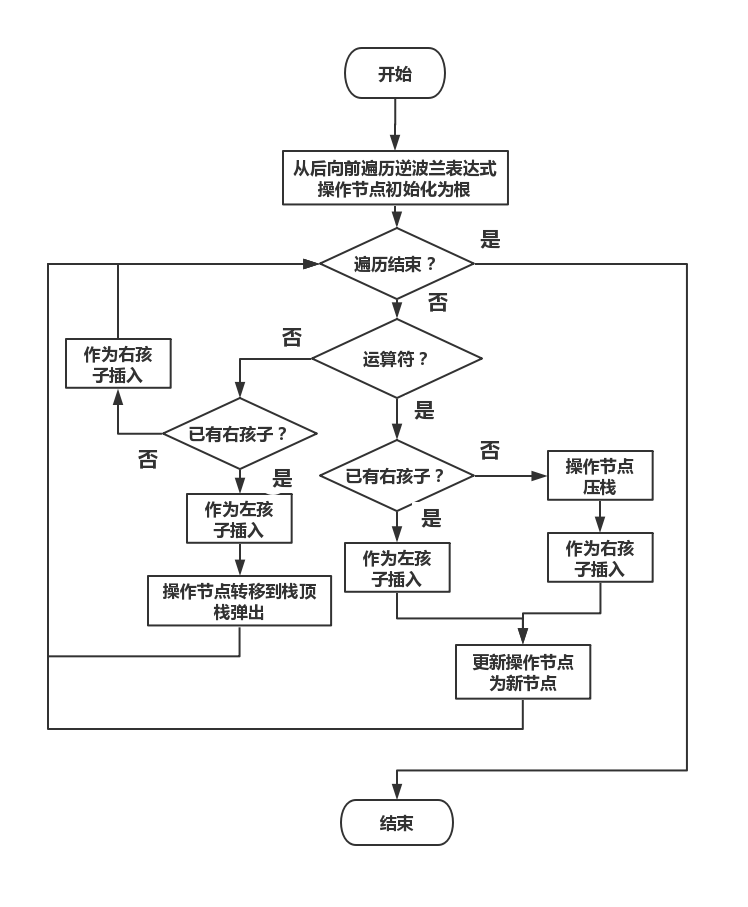 开始
从后向前遍历逆波兰表达式
操作节点初始化为根
是
遍历结束？
否
否
运算符？
作为右孩
子插入
是
已有右孩子？
否
是
已有右孩子？
否
是
操作节点
压栈
作为左孩
子插入
作为左孩
子插入
作为右孩
子插入
操作节点转移到栈顶
栈弹出
更新操作节点
为新节点
结束